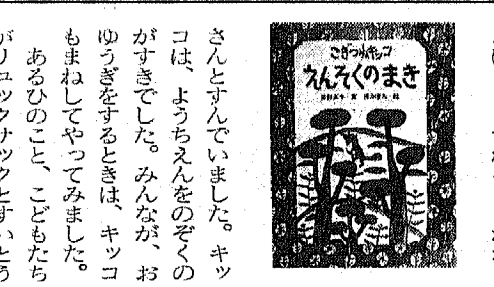 こぎつねキッコ
えんそくのまき
さんとすんでいました。キッ
コは、ようちえんをのぞくの
がすきでした。みんなが、お
ゆうぎをするときは、キッコ
もまねしてやってみました。
あるひのこと、こどもたち
がリュックサックとすいとう